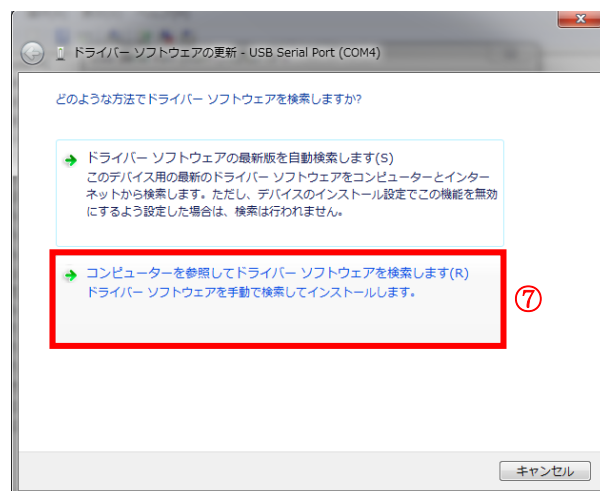 ドライバー ソフトウェアの更新 - USB Serial Port (COM4)
どのような方法でドライバー ソフトウェアを検索しますか?
ドライバー ソフトウェアの最新版を自動検索します(S)
このデバイス用の最新のドライバー ソフトウェアをコンピューターとインター
ネットから検索します。ただし、デバイスのインストール設定でこの機能を無効
にするよう設定した場合は、検索は行われません。
コンピューターを参照してドライバー ソフトウェアを検索します(R)
ドライバー ソフトウェアを手動で検索してインストールします。
⑦
キャンセル